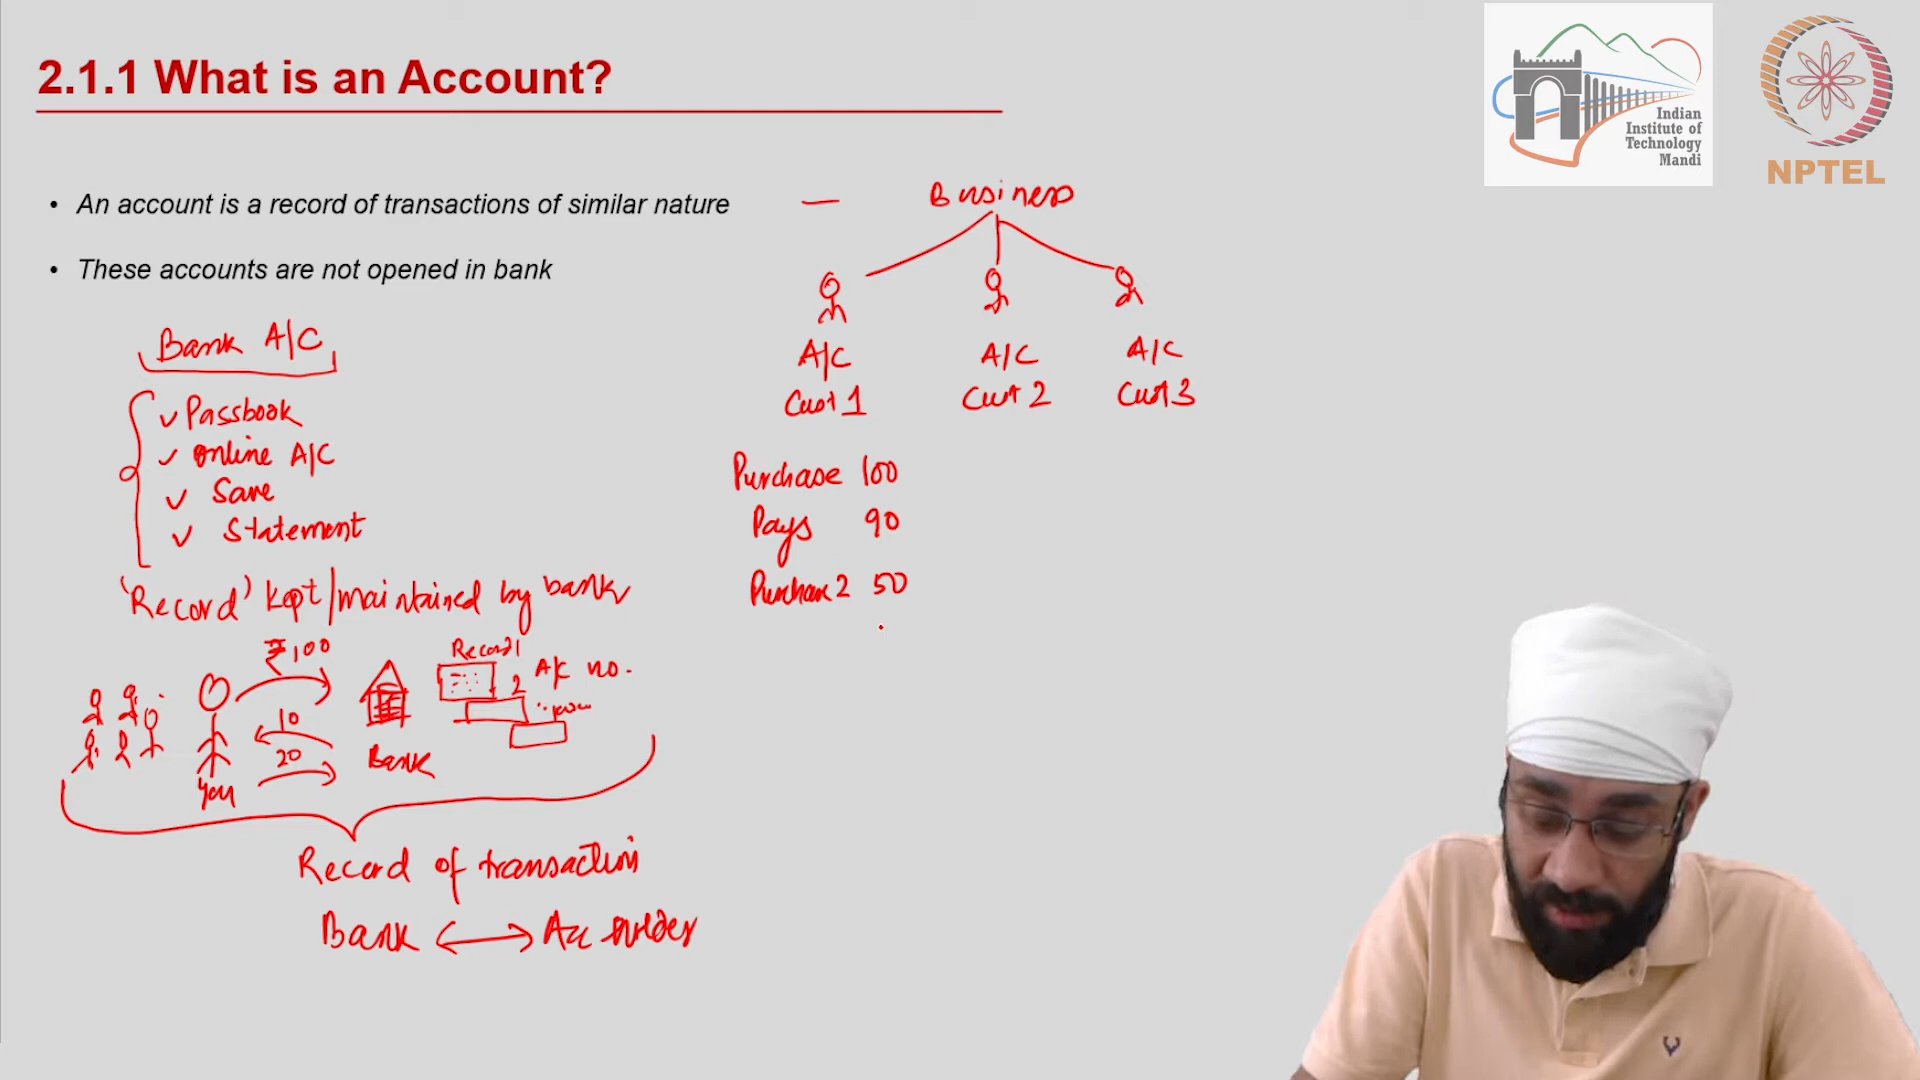 2.1.1 What is an Account?
• An account is a record of transactions of similar nature
• These accounts are not opened in bank
Bank A/C
Passbook
Online A/C
Save
Statement
'Record' kept/maintained by bank
₹100
10
20
You
Bank
Record 1
2
A/c no.
Record of transaction
Bank ⟷ Acc holder
— Business
A/C A/C A/C
Cust 1 Cust 2 Cust 3
Purchase 100
Pays 90
Purchase 2 50
Indian
Institute of
Technology
Mandi
NPTEL